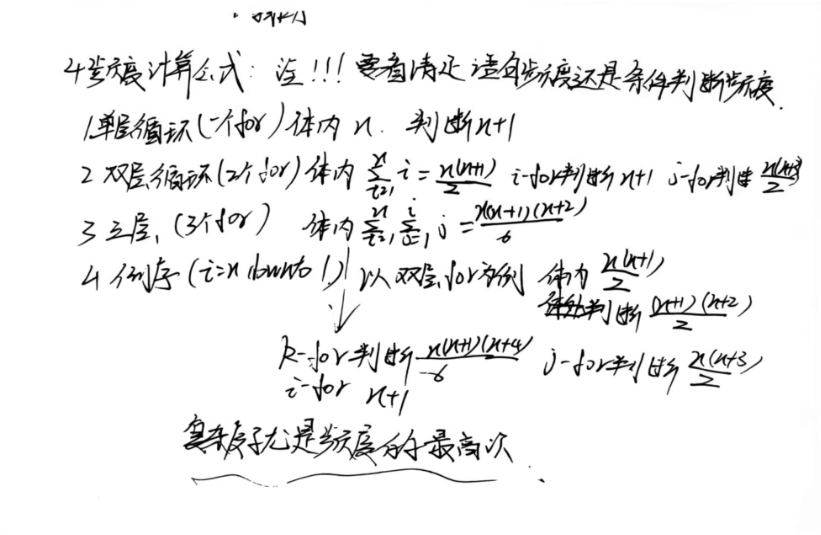 4 频度计算公式: 注!!! 要看清是语句频度还是条件判断频度.
1.单层循环(一个for)体内 n. 判断 n+1
2 双层循环(2个for)体内 ∑_{i=1}^{n} i = n(n+1)/2 i-for判断 n+1 j-for判断 n(n+3)/2
3 三层, (3个for) 体内 ∑_{i=1}^{n} ∑_{j=1}^{i} j = n(n+1)(n+2)/6
4 倒序(i=n downto 1) 以双层for为例 体内 n(n+1)/2
判断 (n+1)(n+2)/2
k-for判断 n(n+1)(n+4)/6 j-for判断 n(n+3)/2
i-for n+1
复杂度就是频度的最高次.